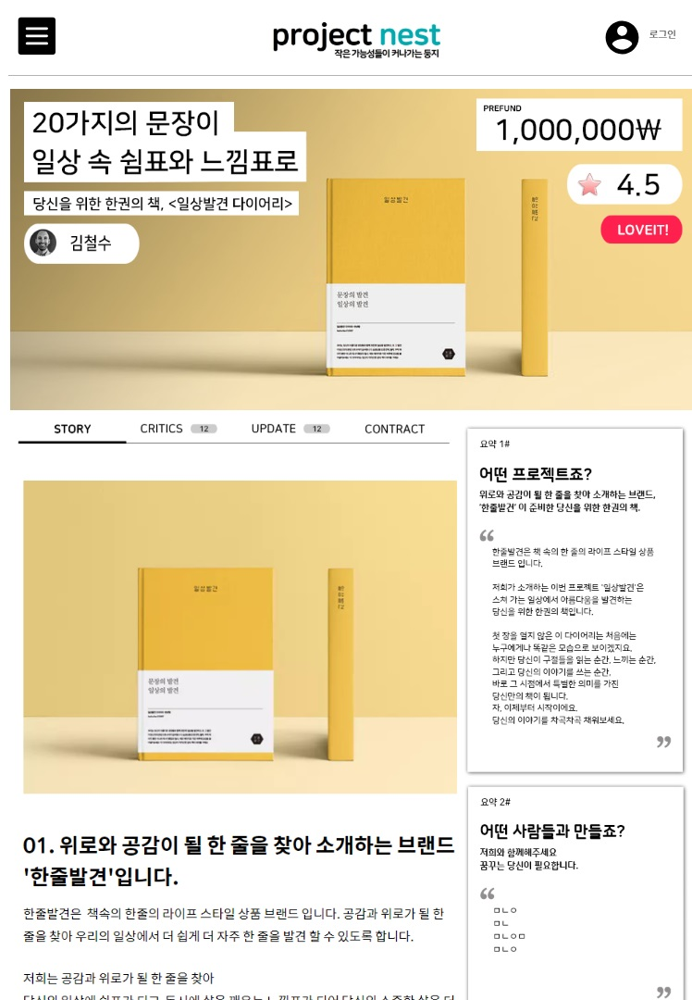 project nest
작은 가능성들이 커나가는 둥지
로그인
20가지의 문장이
일상 속 쉼표와 느낌표로
당신을 위한 한권의 책, <일상발견 다이어리>
김철수
PREFUND
1,000,000₩
4.5
LOVEIT!
일상발견
문장의 발견
일상의 발견
STORY
CRITICS 12
UPDATE 12
CONTRACT
일상발견
문장의 발견
일상의 발견
01. 위로와 공감이 될 한 줄을 찾아 소개하는 브랜드
'한줄발견'입니다.
한줄발견은 책속의 한줄의 라이프 스타일 상품 브랜드 입니다. 공감과 위로가 될 한
줄을 찾아 우리의 일상에서 더 쉽게 더 자주 한 줄을 발견 할 수 있도록 합니다.
저희는 공감과 위로가 될 한 줄을 찾아
요약 1#
어떤 프로젝트죠?
위로와 공감이 될 한 줄을 찾아 소개하는 브랜드,
'한줄발견' 이 준비한 당신을 위한 한권의 책.
“
한줄발견은 책 속의 한 줄의 라이프 스타일 상품
브랜드 입니다.
저희가 소개하는 이번 프로젝트 '일상발견'은
스쳐 가는 일상에서 아름다움을 발견하는
당신을 위한 한권의 책입니다.
첫 장을 열지 않은 이 다이어리는 처음에는
누구에게나 똑같은 모습으로 보이겠지요.
하지만 당신이 구절들을 읽는 순간, 느끼는 순간,
그리고 당신의 이야기를 쓰는 순간,
바로 그 시점에서 특별한 의미를 가진
당신만의 책이 됩니다.
자, 이제부터 시작이에요.
당신의 이야기를 차곡차곡 채워보세요.
”
요약 2#
어떤 사람들과 만들죠?
저희와 함께해주세요
꿈꾸는 당신이 필요합니다.
“
ㅁㄴㅇ
ㅁㄴ
ㅁㄴㅇㅁ
ㅁㄴㅇ
”